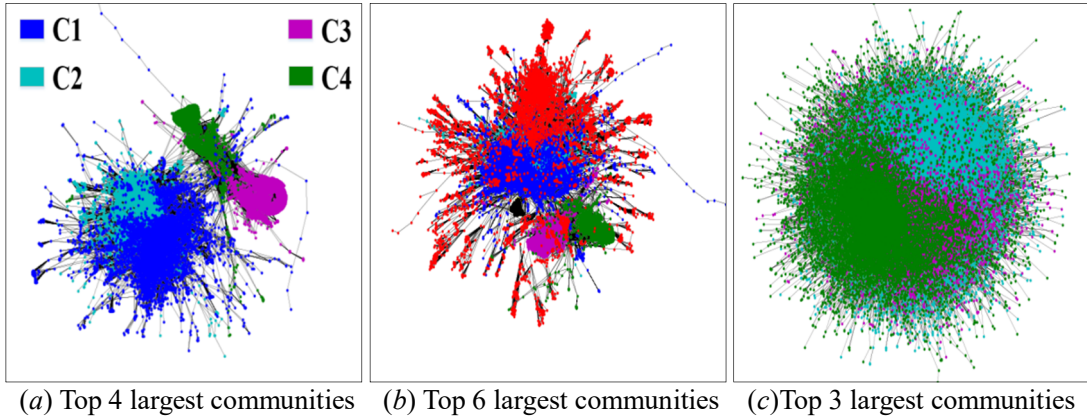 C1 C3
C2 C4
(a) Top 4 largest communities (b) Top 6 largest communities (c)Top 3 largest communities